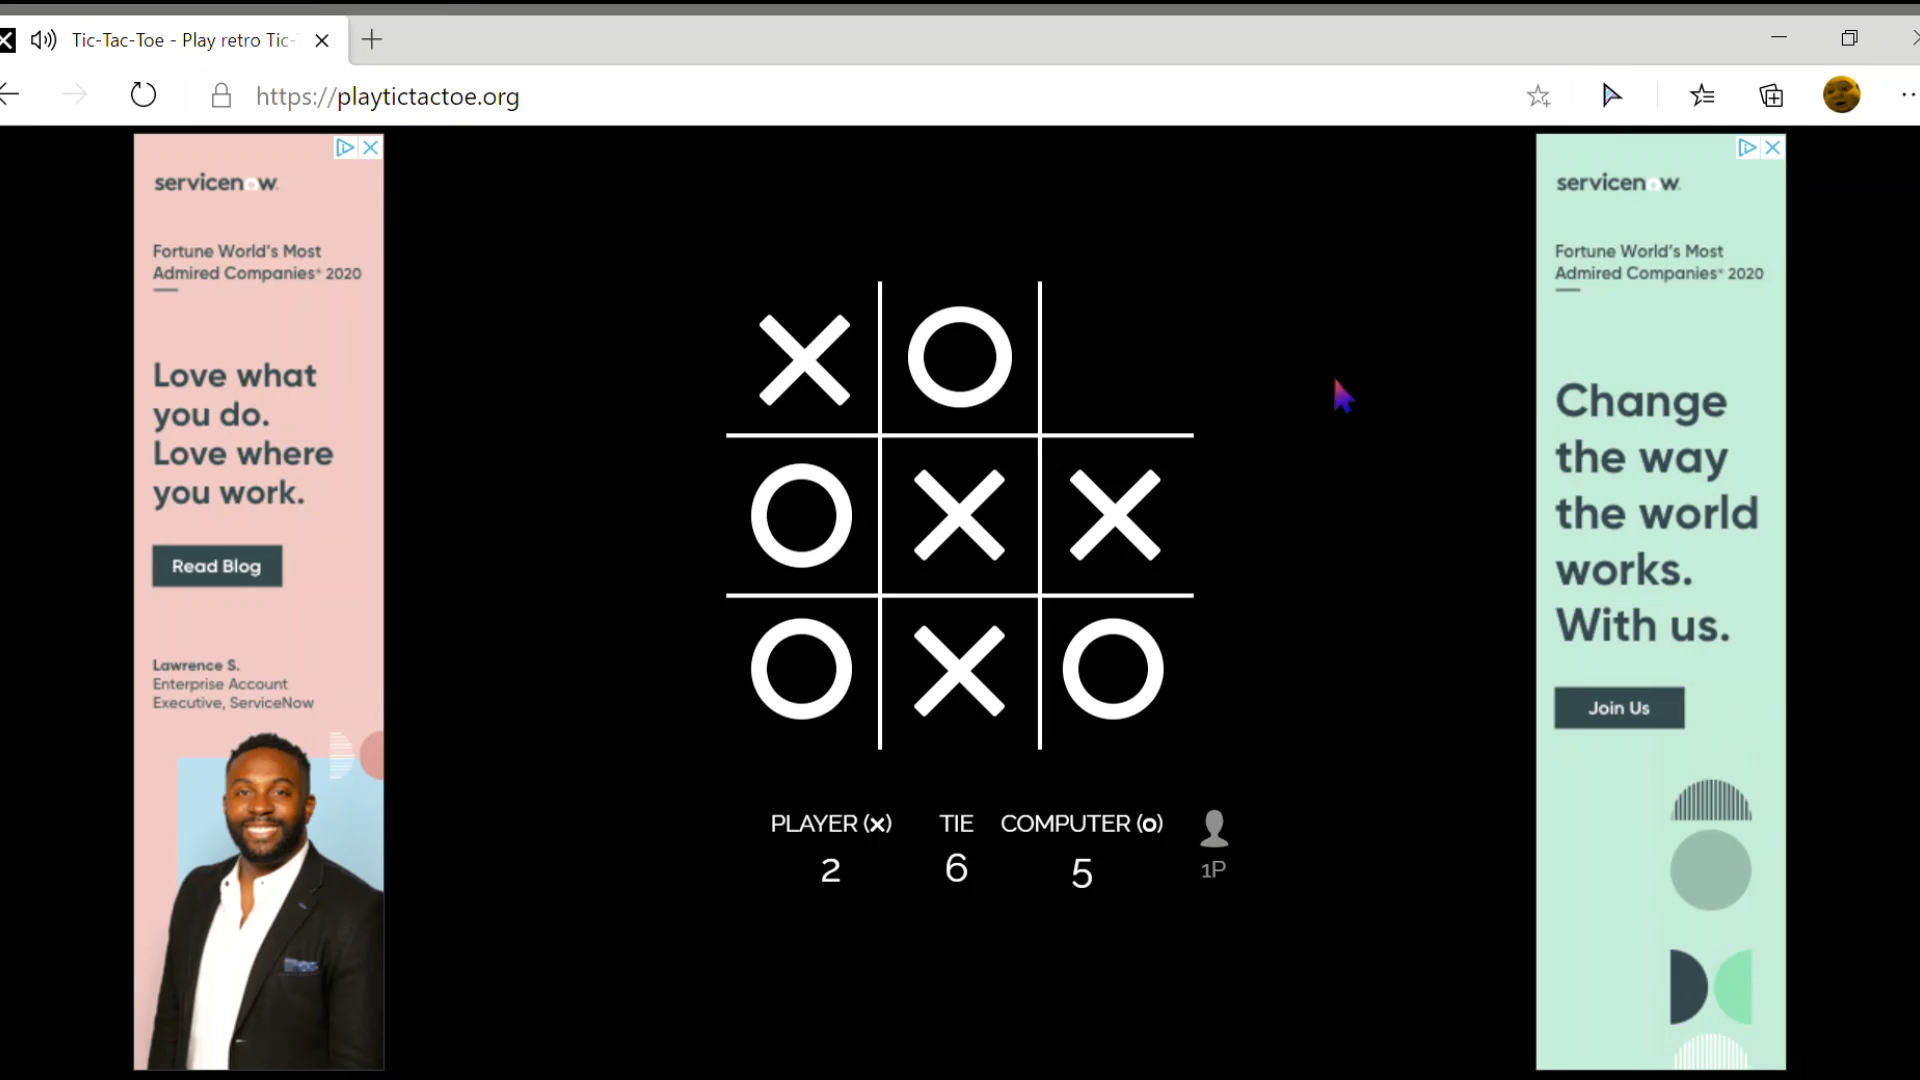 Tic-Tac-Toe - Play retro Tic-
https://playtictactoe.org
servicenow.
Fortune World's Most
Admired Companies® 2020
Love what
you do.
Love where
you work.
Read Blog
Lawrence S.
Enterprise Account
Executive, ServiceNow
X O
O X X
O X O
PLAYER (x) TIE COMPUTER (o)
2 6 5 1P
servicenow.
Fortune World's Most
Admired Companies® 2020
Change
the way
the world
works.
With us.
Join Us